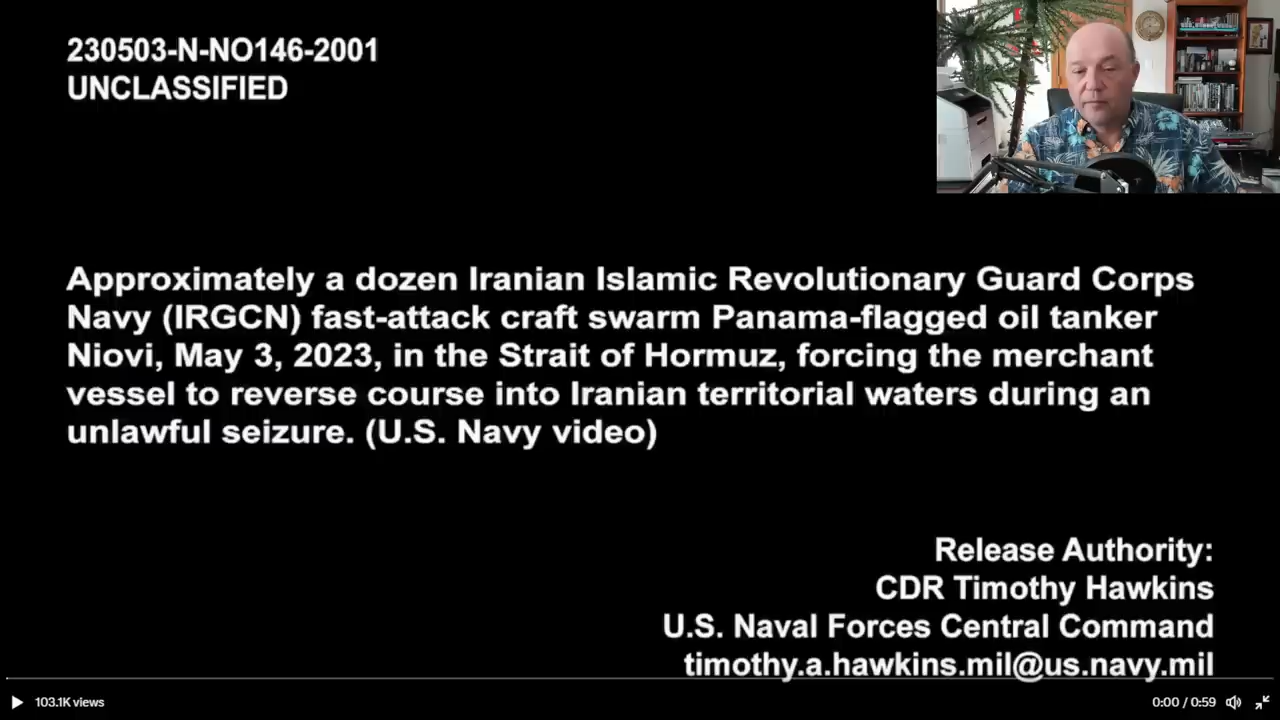 230503-N-NO146-2001
UNCLASSIFIED
Approximately a dozen Iranian Islamic Revolutionary Guard Corps
Navy (IRGCN) fast-attack craft swarm Panama-flagged oil tanker
Niovi, May 3, 2023, in the Strait of Hormuz, forcing the merchant
vessel to reverse course into Iranian territorial waters during an
unlawful seizure. (U.S. Navy video)
Release Authority:
CDR Timothy Hawkins
U.S. Naval Forces Central Command
timothy.a.hawkins.mil@us.navy.mil
103.1K views
0:00 / 0:59